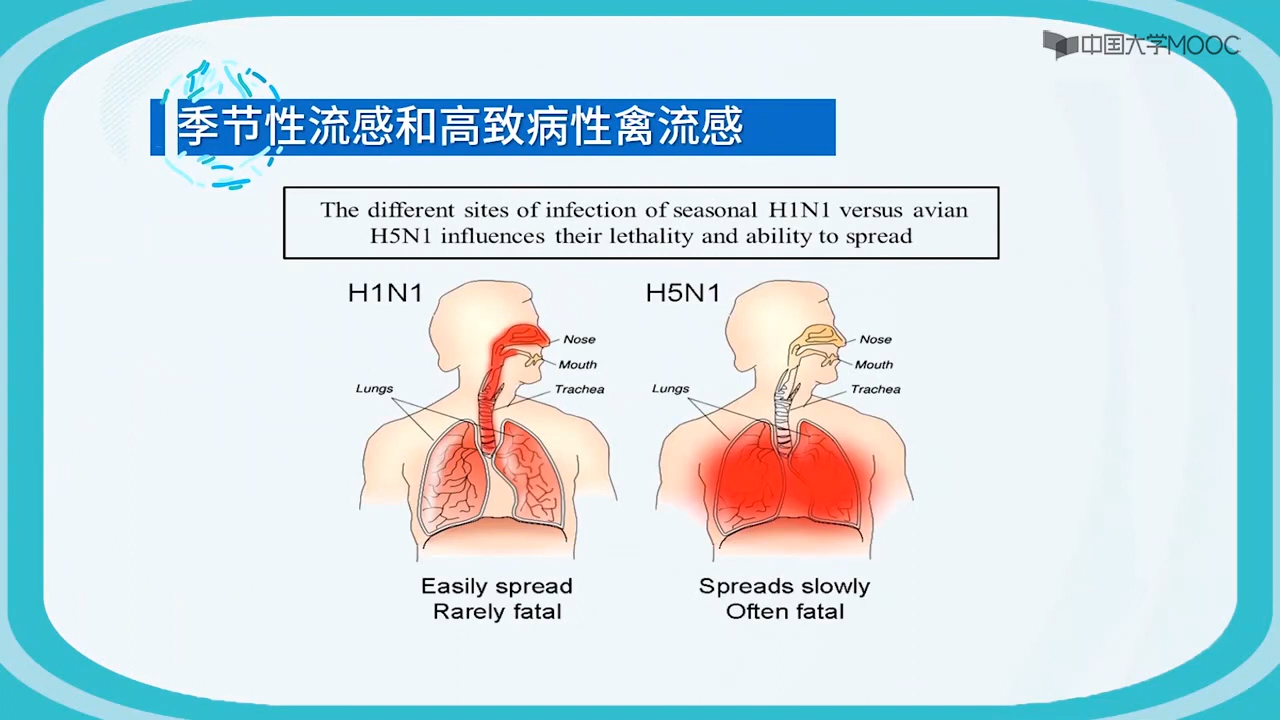 中国大学MOOC
季节性流感和高致病性禽流感
The different sites of infection of seasonal H1N1 versus avian
H5N1 influences their lethality and ability to spread
H1N1
Nose
Mouth
Trachea
Lungs
Easily spread
Rarely fatal
H5N1
Nose
Mouth
Trachea
Lungs
Spreads slowly
Often fatal